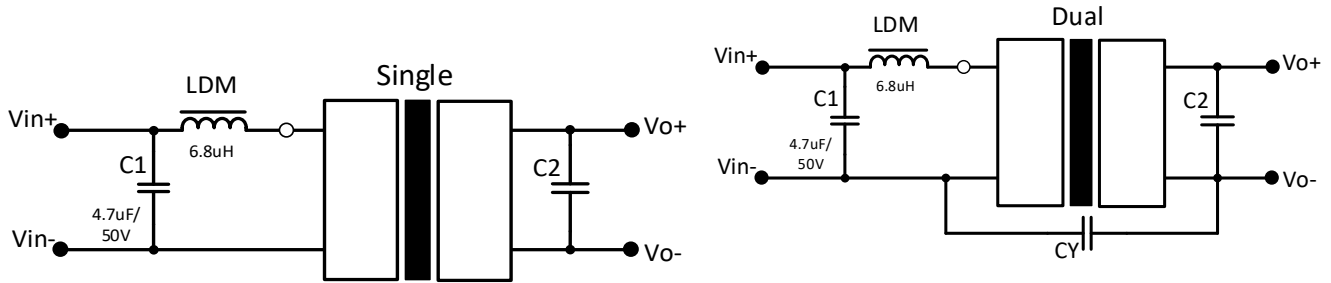 Single
LDM
Vin+
6.8uH
C1
4.7uF/
50V
Vin-
C2
Vo+
Vo-
Dual
LDM
Vin+
6.8uH
C1
4.7uF/
50V
Vin-
C2
Vo+
Vo-
CY